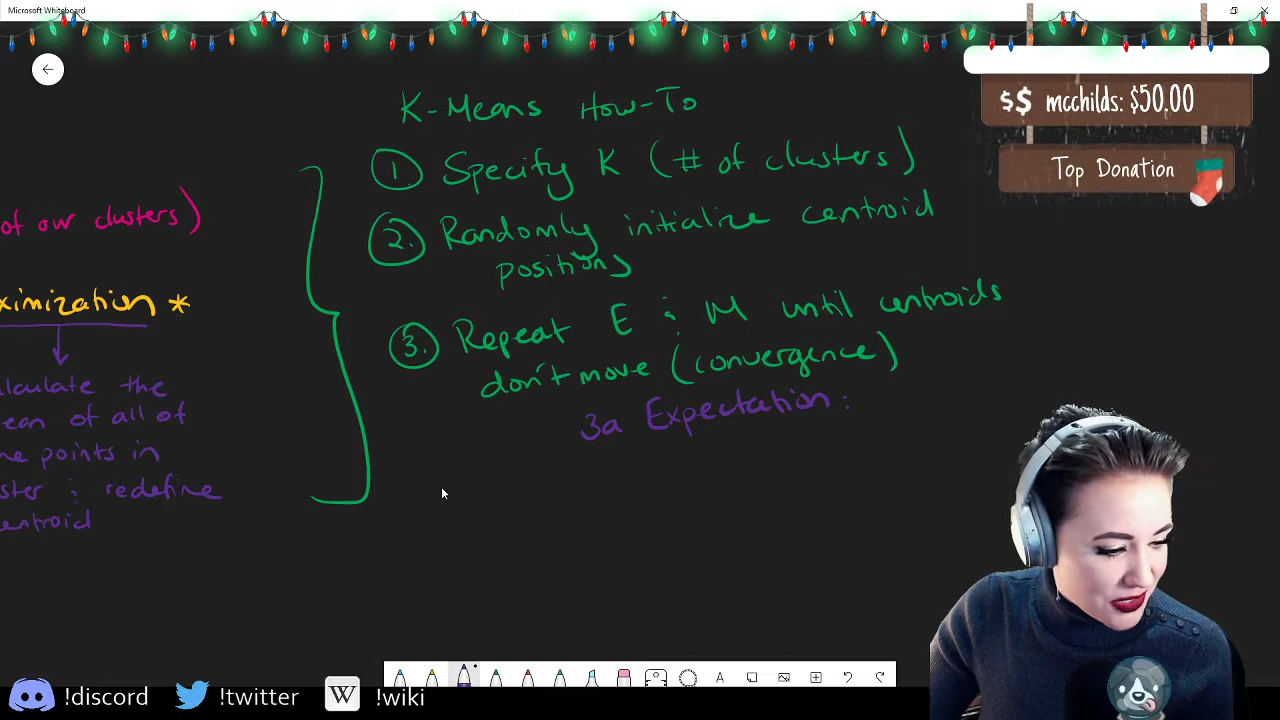 Microsoft Whiteboard
K-Means How-To
1. Specify K (# of clusters)
2. Randomly initialize centroid
positions
3. Repeat E & M until centroids
don't move (convergence)
3a Expectation:
of our clusters)
ximization *
lculate the
ean of all of
he points in
ster & redefine
entroid
$$ mcchilds: $50.00
Top Donation
!discord
!twitter
W !wiki